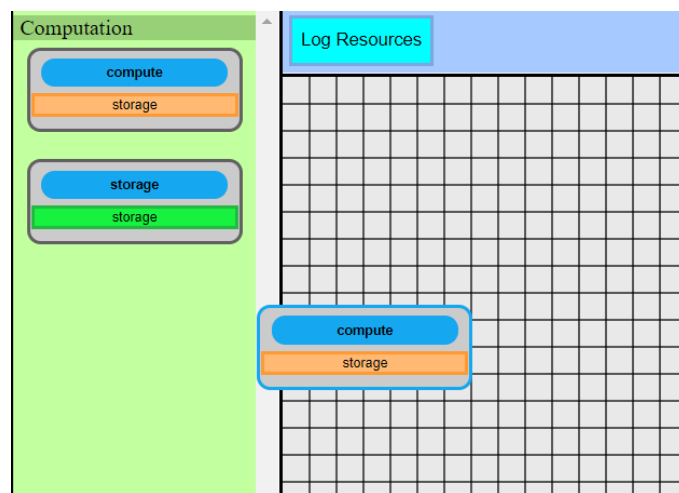 Computation
Log Resources
compute
storage
storage
storage
compute
storage